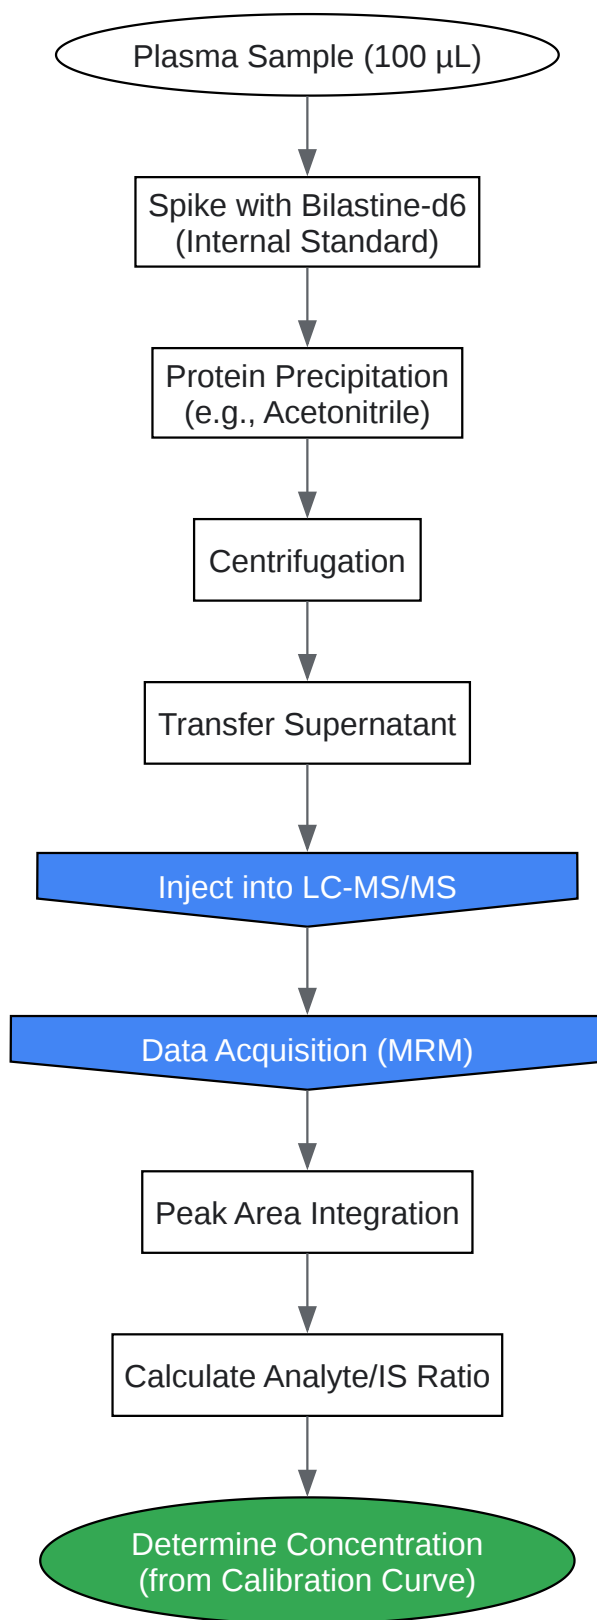 Plasma Sample (100 µL)
Spike with Bilastine-d6
(Internal Standard)
Protein Precipitation
(e.g., Acetonitrile)
Centrifugation
Transfer Supernatant
Inject into LC-MS/MS
Data Acquisition (MRM)
Peak Area Integration
Calculate Analyte/IS Ratio
Determine Concentration
(from Calibration Curve)